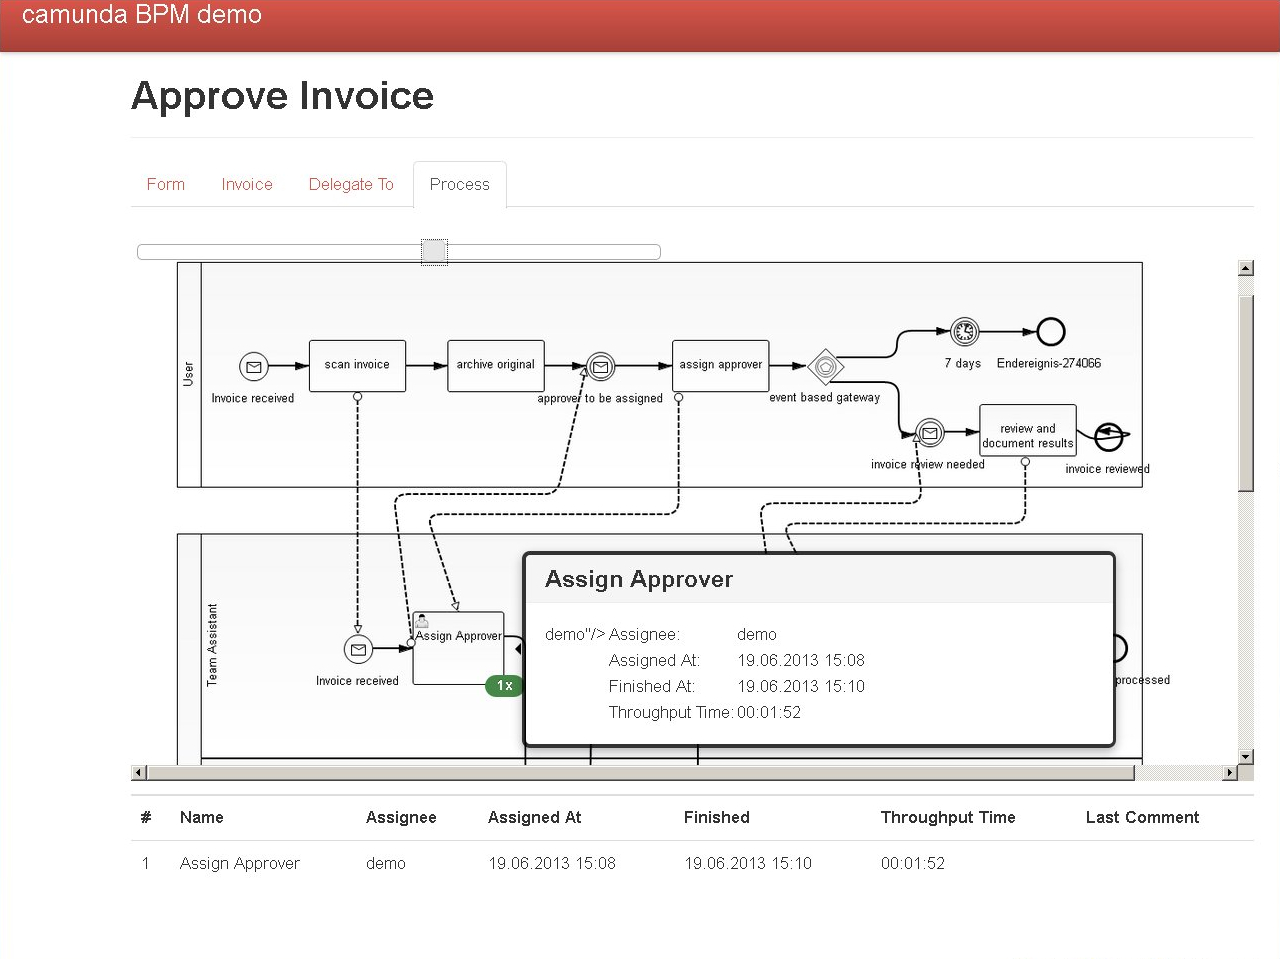 camunda BPM demo
Approve Invoice
Form Invoice Delegate To Process
User
7 days Endereignis-274066
scan invoice archive original assign approver
Invoice received approver to be assigned event based gateway
review and
document results
invoice review needed invoice reviewed
Team Assistant
Assign Approver
Invoice received
1x
processed
Assign Approver
demo"/> Assignee: demo
Assigned At: 19.06.2013 15:08
Finished At: 19.06.2013 15:10
Throughput Time: 00:01:52
# Name Assignee Assigned At Finished Throughput Time Last Comment
1 Assign Approver demo 19.06.2013 15:08 19.06.2013 15:10 00:01:52